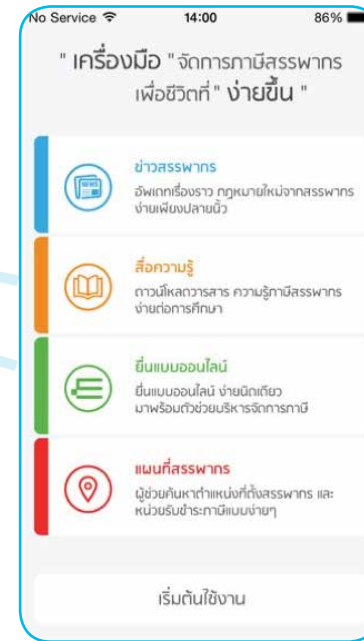 No Service 14:00 86%
" เครื่องมือ " จัดการภาษีสรรพากร
เพื่อชีวิตที่ " ง่ายขึ้น "
NEWS
ข่าวสรรพากร
อัพเดทเรื่องราว กฎหมายใหม่จากสรรพากร
ง่ายเพียงปลายนิ้ว
สื่อความรู้
ดาวน์โหลดวารสาร ความรู้ภาษีสรรพากร
ง่ายต่อการศึกษา
ยื่นแบบออนไลน์
ยื่นแบบออนไลน์ ง่ายนิดเดียว
มาพร้อมตัวช่วยบริหารจัดการภาษี
แผนที่สรรพากร
ผู้ช่วยค้นหาตำแหน่งที่ตั้งสรรพากร และ
หน่วยรับชำระภาษีแบบง่ายๆ
เริ่มต้นใช้งาน